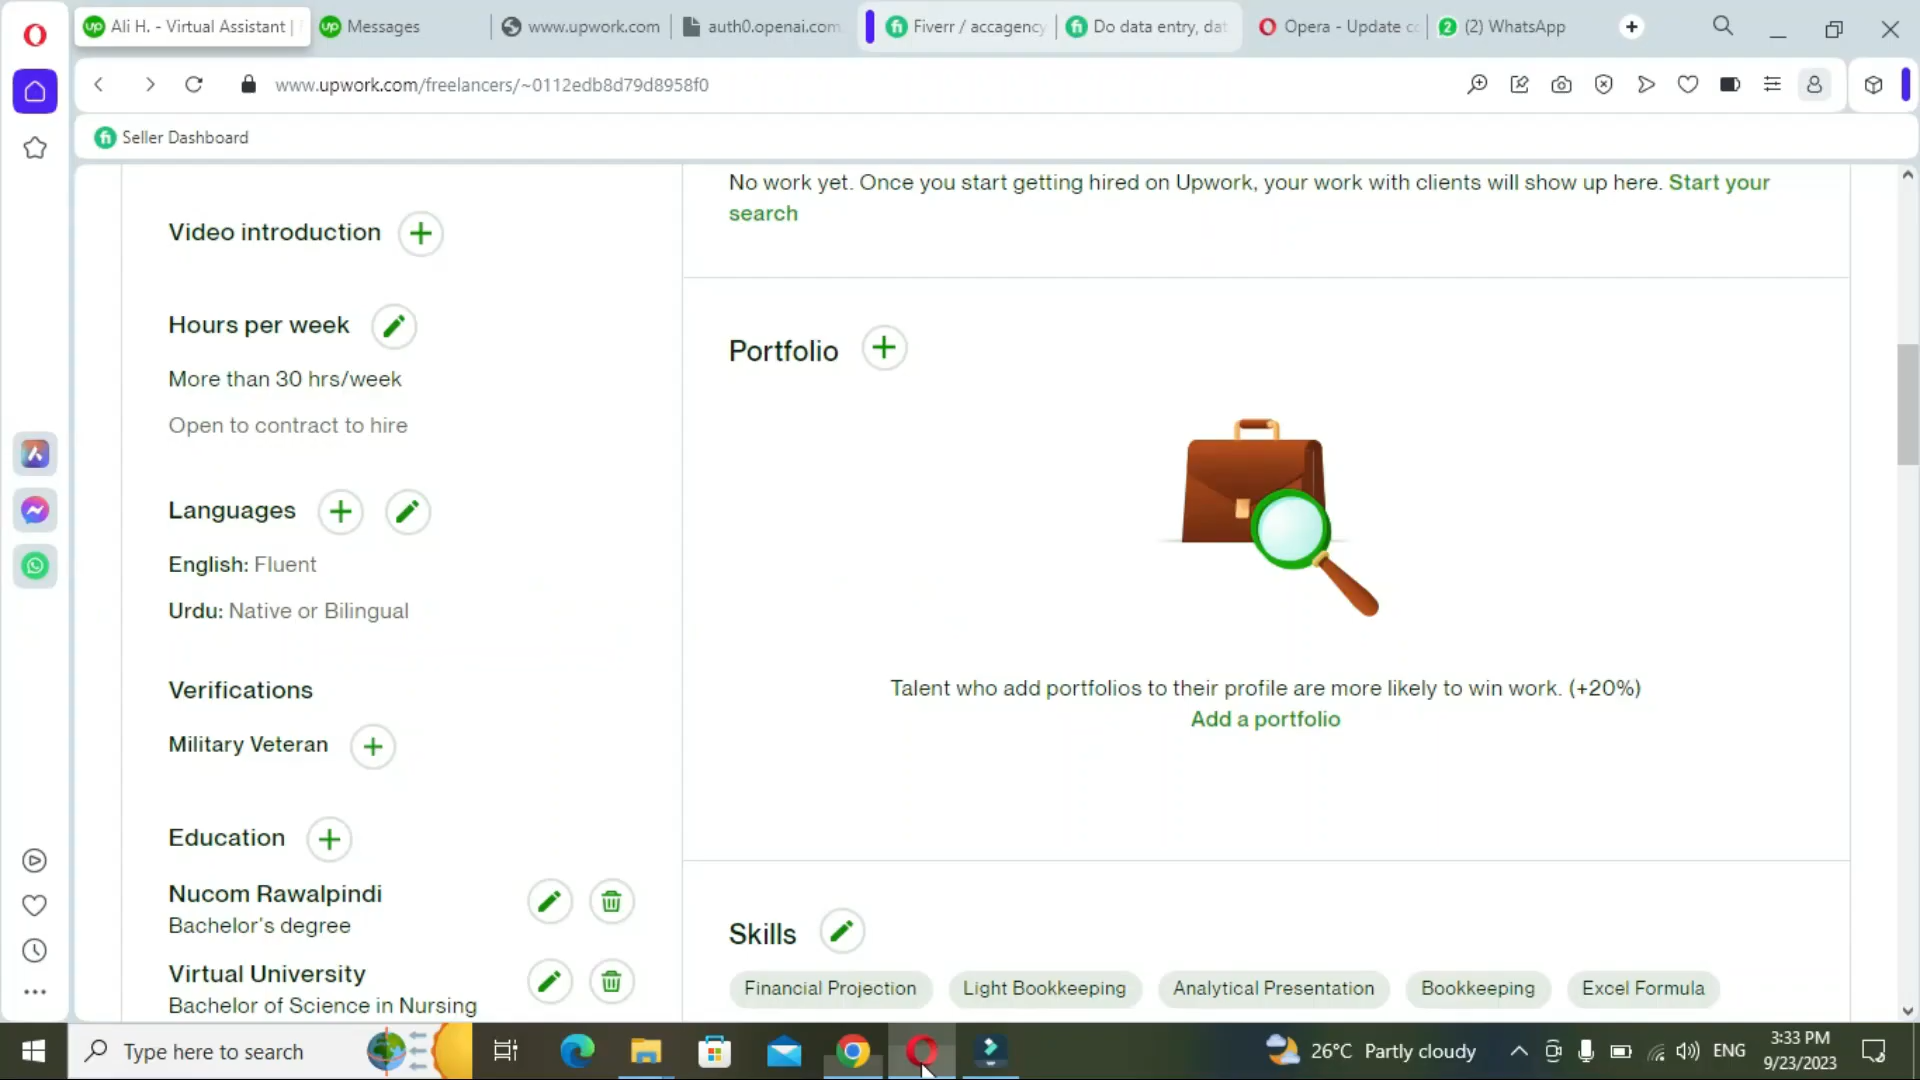 Ali H. - Virtual Assistant |
Messages
www.upwork.com
auth0.openai.com
Fiverr / accagency
Do data entry, dat
Opera - Update co
(2) WhatsApp
www.upwork.com/freelancers/~0112edb8d79d8958f0
Seller Dashboard
No work yet. Once you start getting hired on Upwork, your work with clients will show up here. Start your
search
Video introduction
Hours per week
More than 30 hrs/week
Open to contract to hire
Languages
English: Fluent
Urdu: Native or Bilingual
Verifications
Military Veteran
Education
Nucom Rawalpindi
Bachelor's degree
Virtual University
Bachelor of Science in Nursing
Portfolio
Talent who add portfolios to their profile are more likely to win work. (+20%)
Add a portfolio
Skills
Financial Projection
Light Bookkeeping
Analytical Presentation
Bookkeeping
Excel Formula
Type here to search
26°C Partly cloudy
ENG
3:33 PM
9/23/2023